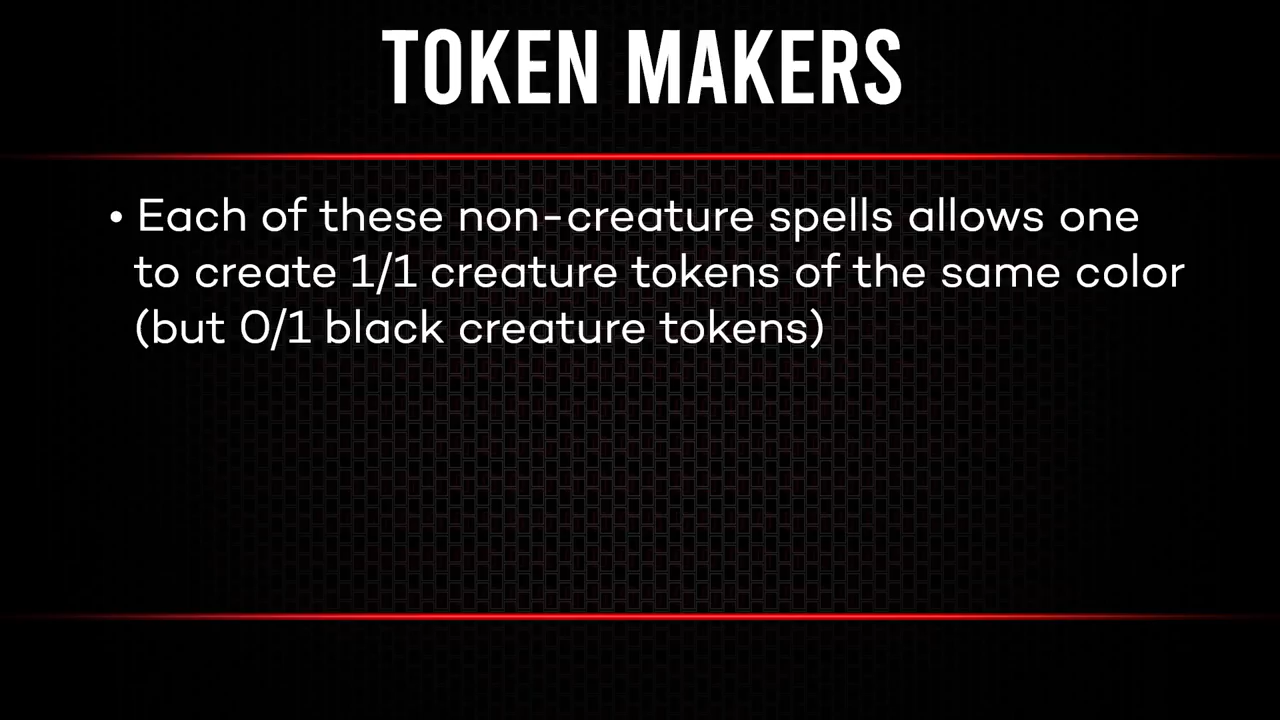 TOKEN MAKERS
• Each of these non-creature spells allows one
to create 1/1 creature tokens of the same color
(but 0/1 black creature tokens)